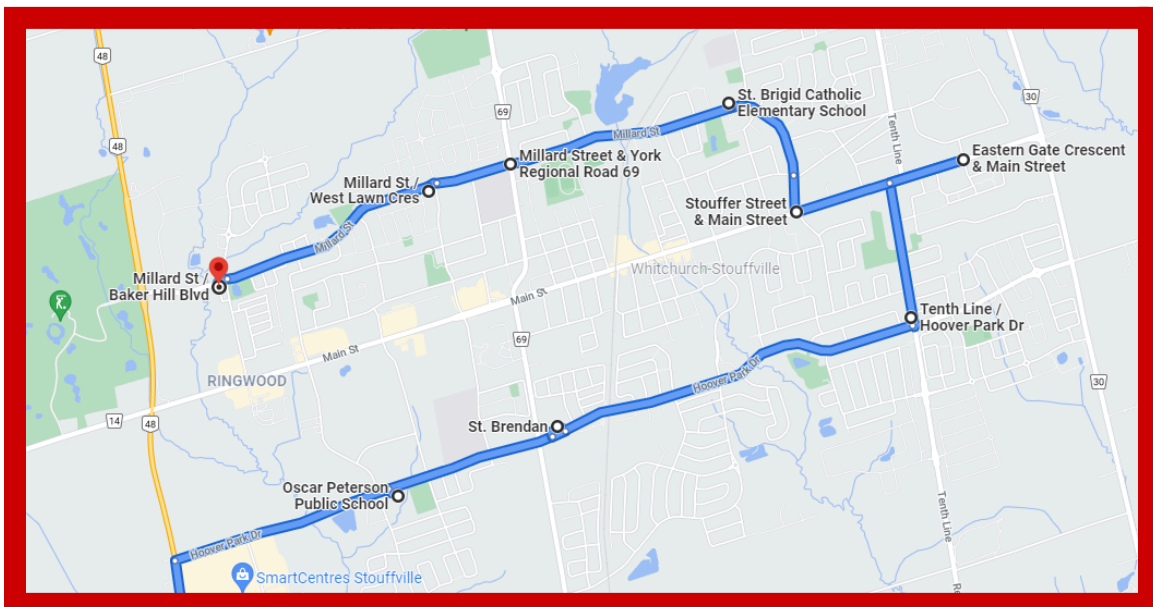 48
48
69
30
St. Brigid Catholic
Elementary School
Millard St
Tenth Line
Eastern Gate Crescent
& Main Street
Millard Street & York
Regional Road 69
Millard St /
West Lawn Cres
Stouffer Street
& Main Street
Millard St
Millard St /
Baker Hill Blvd
Whitchurch-Stouffville
Main St
Tenth Line /
Hoover Park Dr
69
Main St
RINGWOOD
Hoover Park Dr
30
14
48
St. Brendan
Oscar Peterson
Public School
Tenth Line
Hoover Park Dr
SmartCentres Stouffville